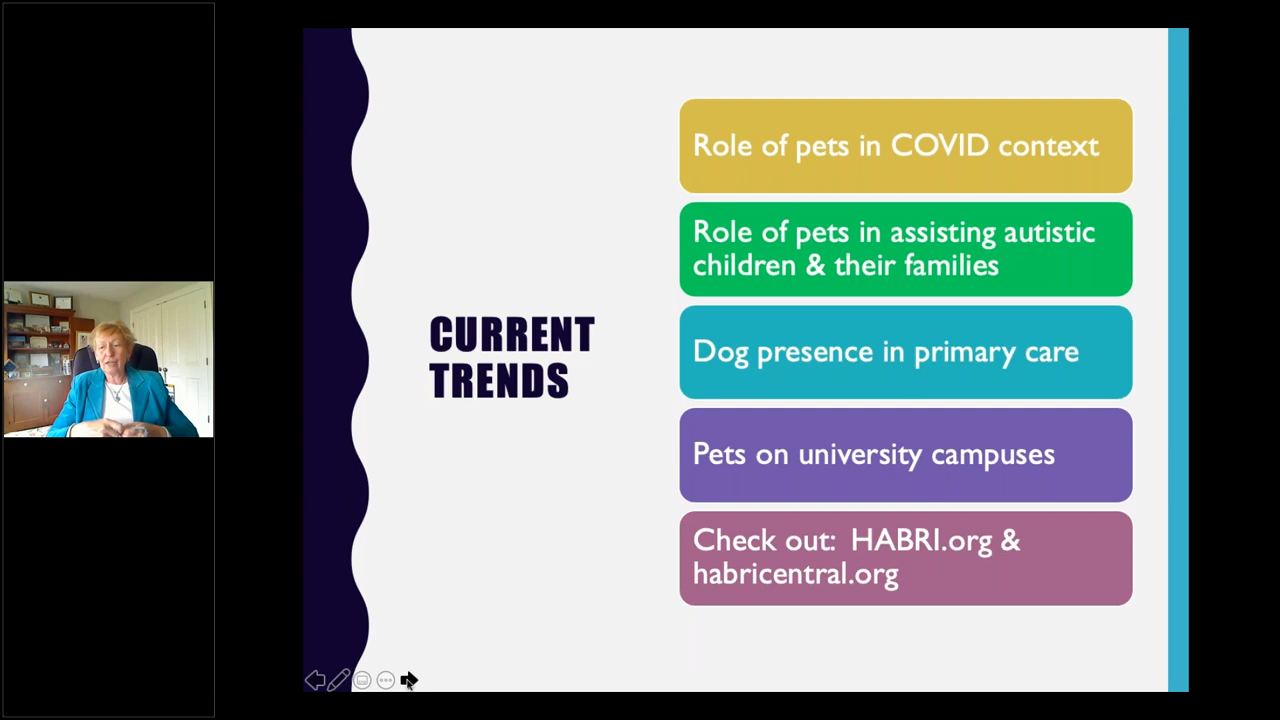 CURRENT
TRENDS
Role of pets in COVID context
Role of pets in assisting autistic
children & their families
Dog presence in primary care
Pets on university campuses
Check out:  HABRI.org &
habricentral.org